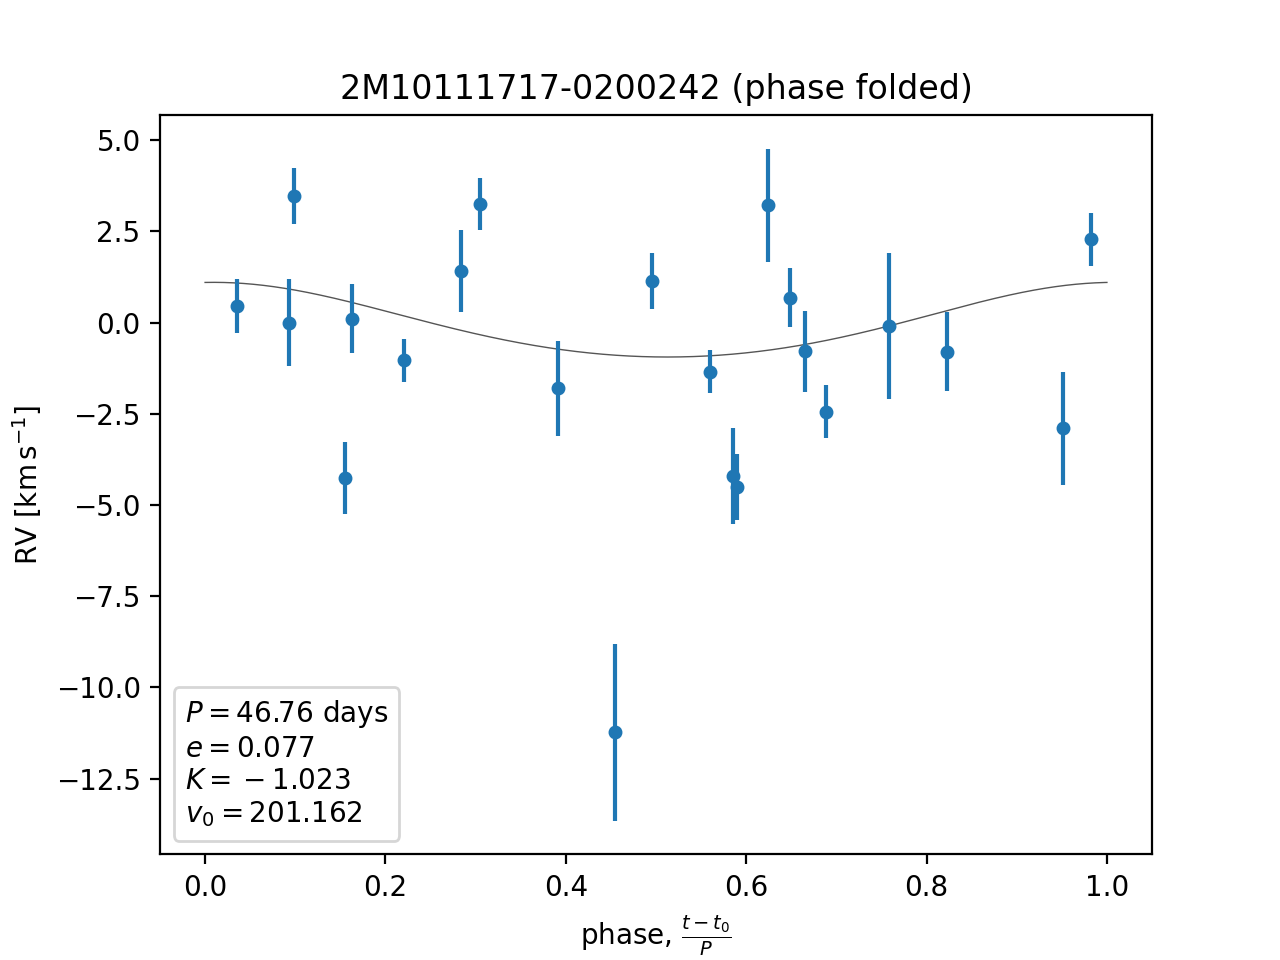 2M10111717-0200242 (phase folded)
RV [km s⁻¹]
5.0
2.5
0.0
−2.5
−5.0
−7.5
−10.0
−12.5
P = 46.76 days
e = 0.077
K = −1.023
v₀ = 201.162
0.0 0.2 0.4 0.6 0.8 1.0
phase, (t − t₀)/P